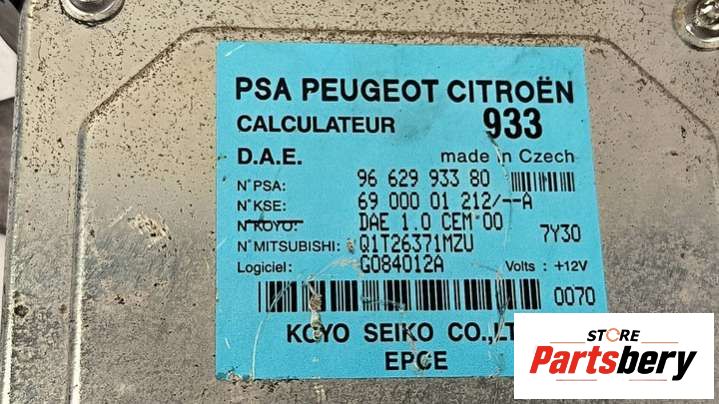 PSA PEUGEOT CITROËN
CALCULATEUR 933
D.A.E. made in Czech
N° PSA: 96 629 933 80
N° KSE: 69 000 01 212/--A
N° KOYO: DAE 1.0 CEM 00
N° MITSUBISHI: Q1T26371MZU 7Y30
Logiciel: G084012A Volts : +12V
0070
KOYO SEIKO CO.,
EPCE
STORE
Partsbery